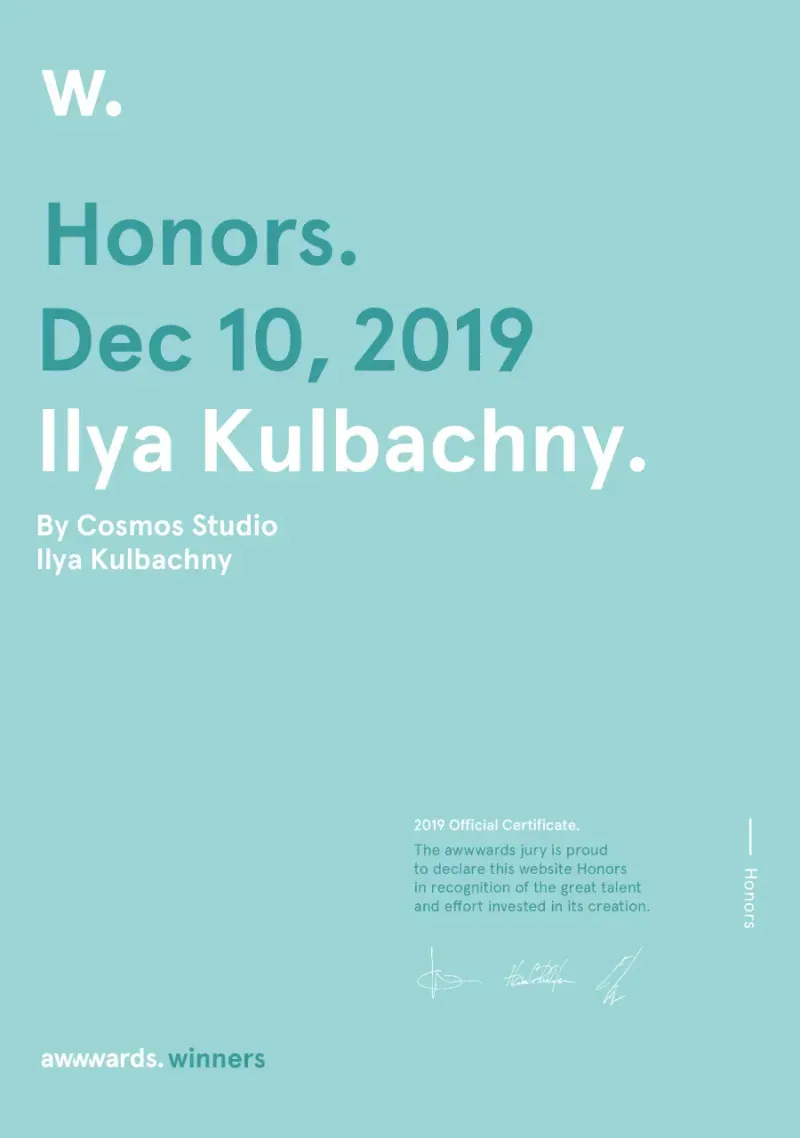 w.
Honors.
Dec 10, 2019
Ilya Kulbachny.
By Cosmos Studio
Ilya Kulbachny
2019 Official Certificate.
The awwwards jury is proud
to declare this website Honors
in recognition of the great talent
and effort invested in its creation.
Honors
awwwards. winners